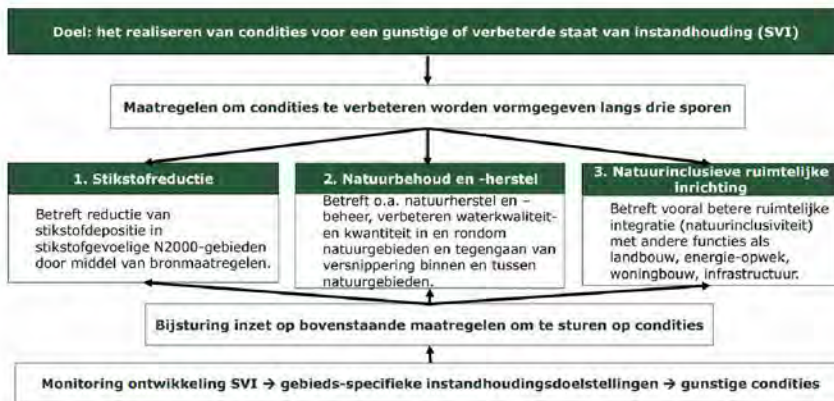 Doel: het realiseren van condities voor een gunstige of verbeterde staat van instandhouding (SVI)
Maatregelen om condities te verbeteren worden vormgegeven langs drie sporen
1. Stikstofreductie
Betreft reductie van
stikstofdepositie in
stikstofgevoelige N2000-gebieden
door middel van bronmaatregelen.
2. Natuurbehoud en -herstel
Betreft o.a. natuurherstel en –
beheer, verbeteren waterkwaliteit-
en kwantiteit in en rondom
natuurgebieden en tegengaan van
versnippering binnen en tussen
natuurgebieden.
3. Natuurinclusieve ruimtelijke
inrichting
Betreft vooral betere ruimtelijke
integratie (natuurinclusiviteit)
met andere functies als
landbouw, energie-opwek,
woningbouw, infrastructuur.
Bijsturing inzet op bovenstaande maatregelen om te sturen op condities
Monitoring ontwikkeling SVI → gebieds-specifieke instandhoudingsdoelstellingen → gunstige condities